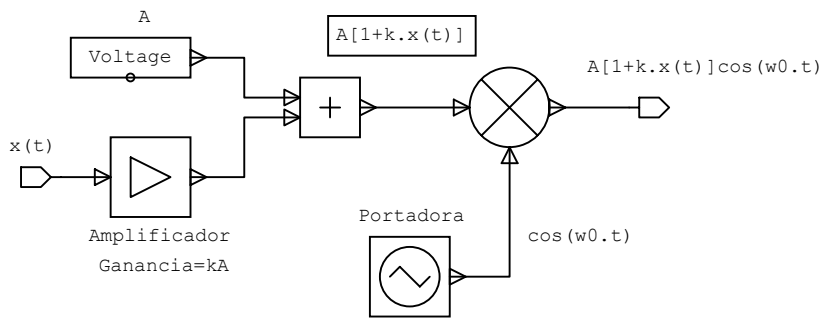 A
Voltage
A[1+k.x(t)]
A[1+k.x(t)]cos(w0.t)
+
x(t)
Amplificador
Ganancia=kA
Portadora
cos(w0.t)